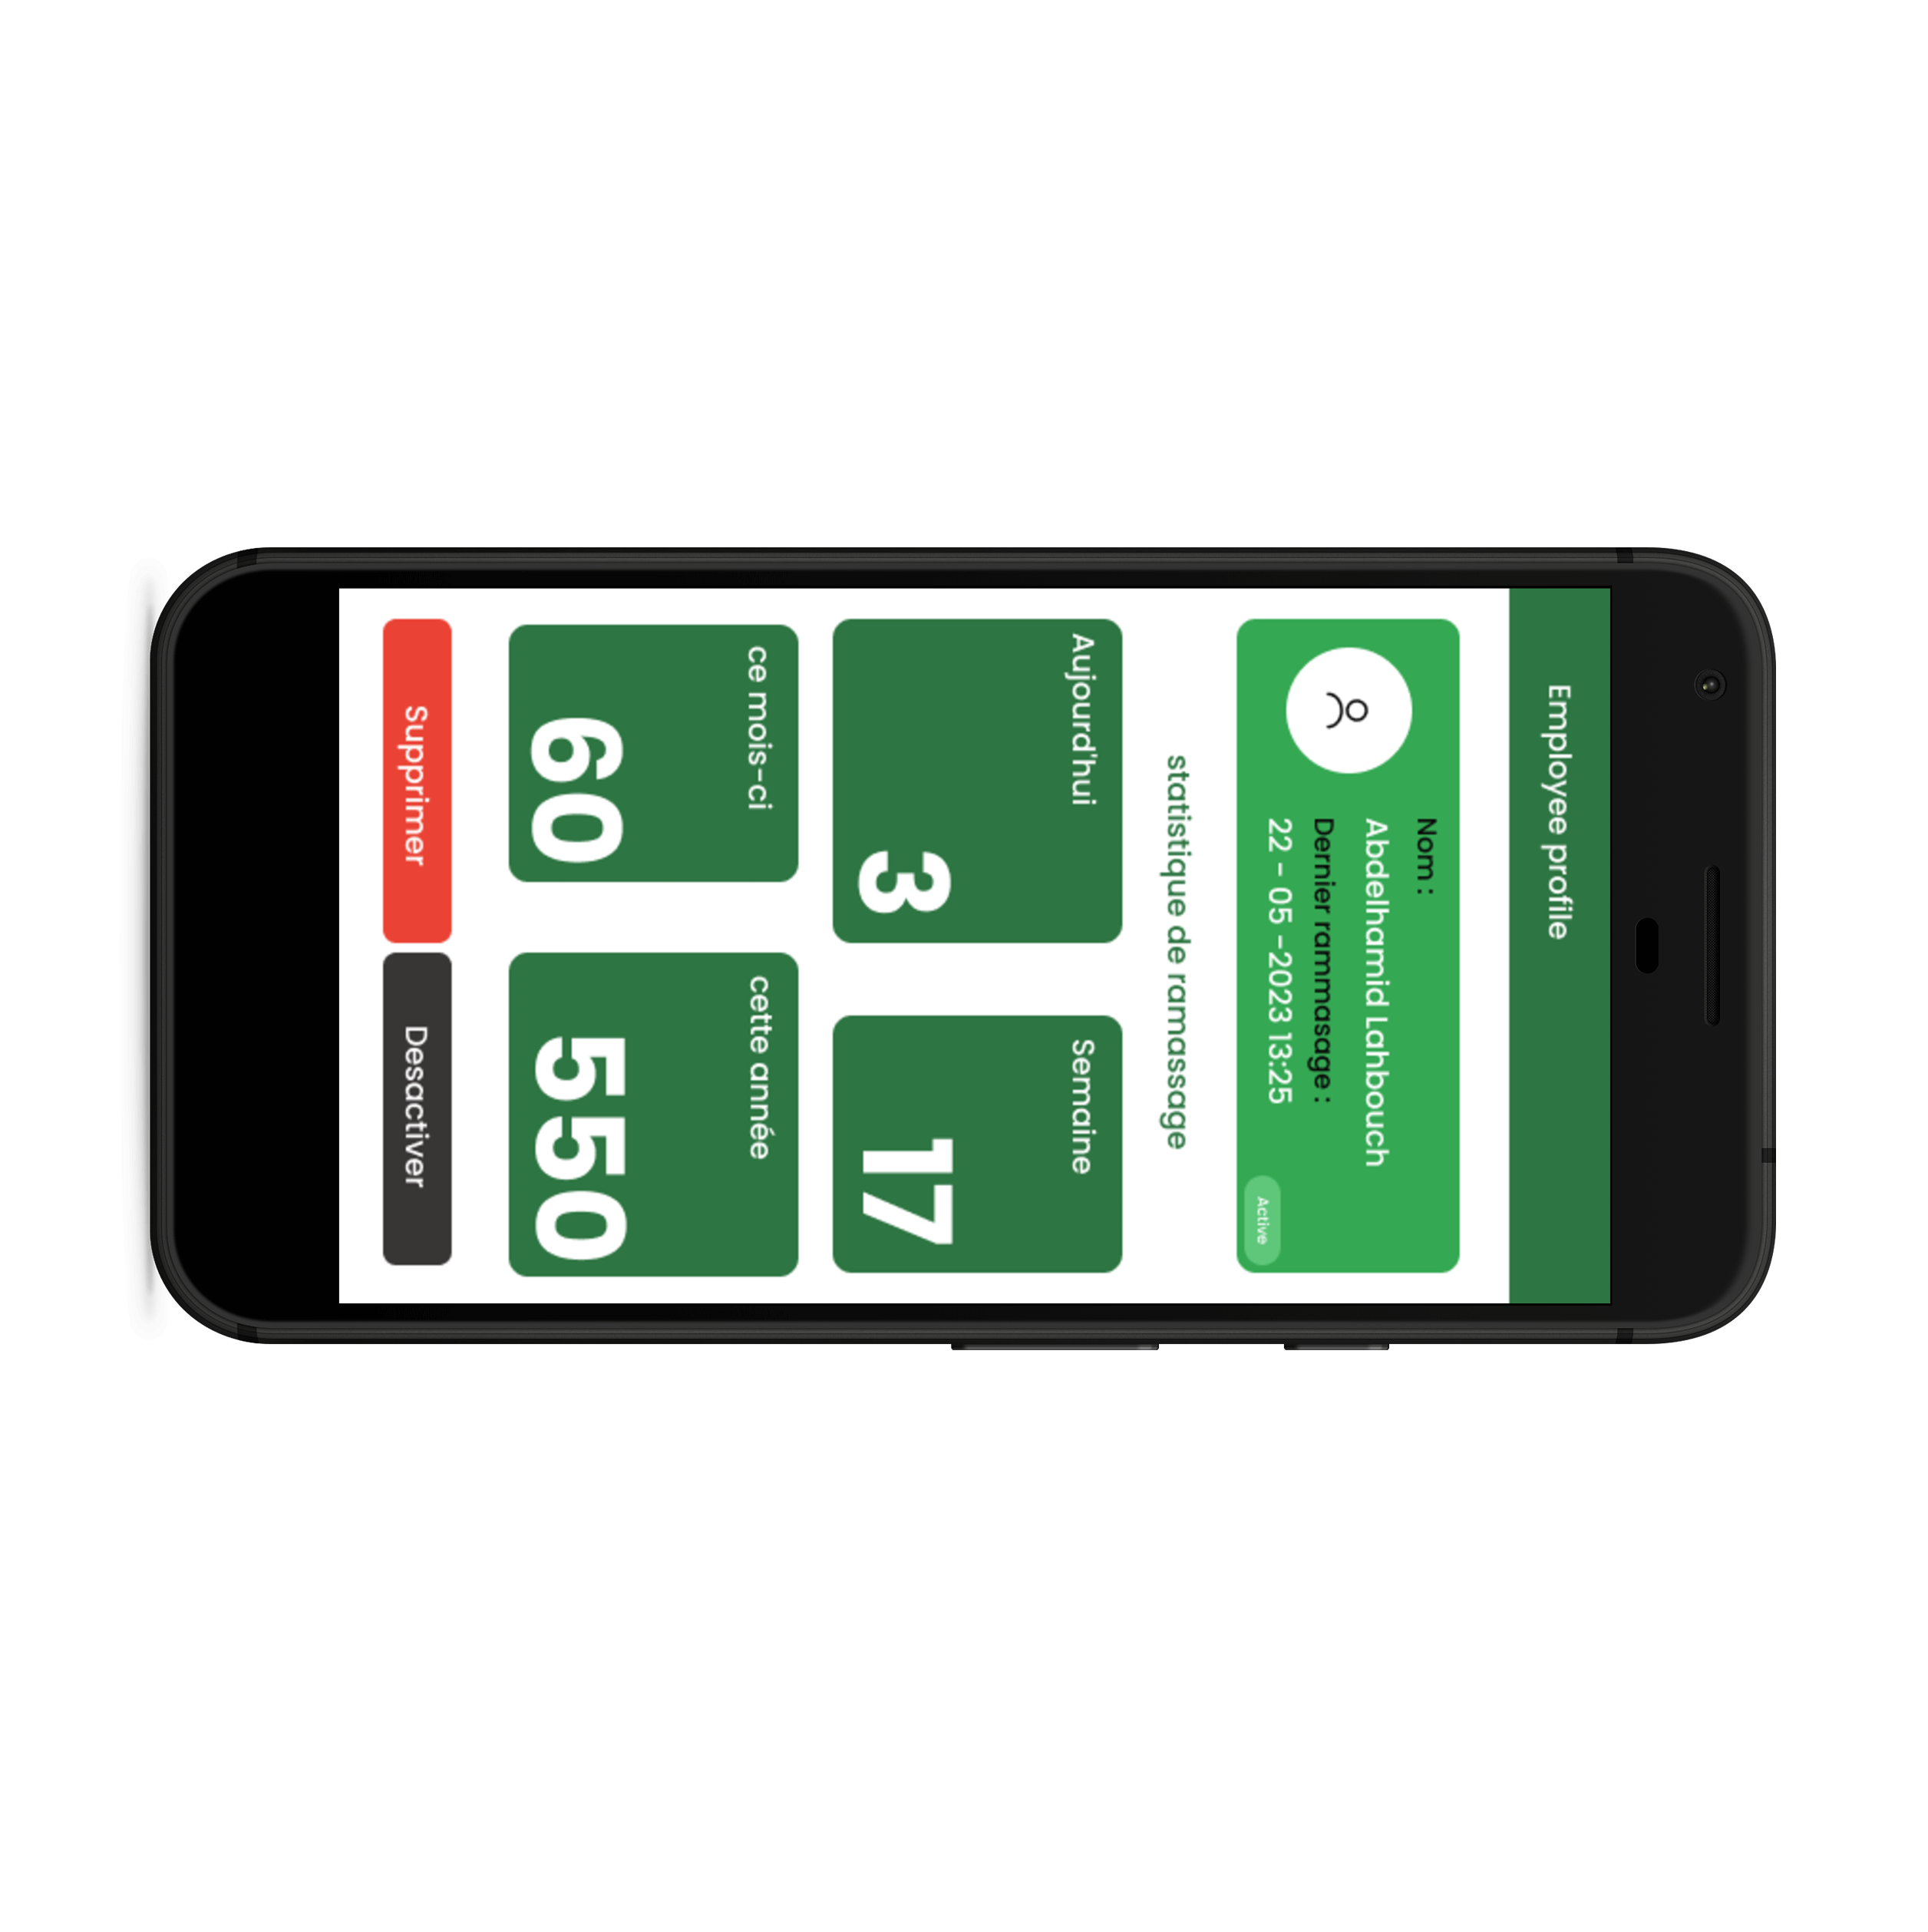 Employee profile
Nom :
Abdelhamid Lahbouch
Dernier rammasage :
22 - 05 -2023 13:25
Active
statistique de ramassage
Aujourd'hui
3
Semaine
17
ce mois-ci
60
cette année
550
Supprimer
Desactiver